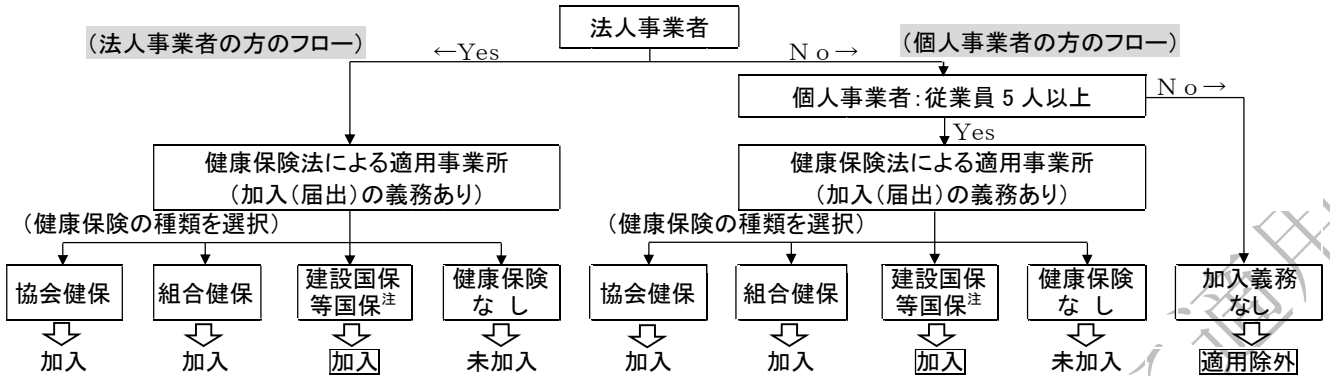 法人事業者
(法人事業者の方のフロー)
←Yes
Ｎｏ→
(個人事業者の方のフロー)
個人事業者：従業員５人以上
Ｎｏ→
Yes
健康保険法による適用事業所
(加入(届出)の義務あり)
健康保険法による適用事業所
(加入(届出)の義務あり)
(健康保険の種類を選択)
(健康保険の種類を選択)
協会健保
組合健保
建設国保
等国保注
健康保険
なし
協会健保
組合健保
建設国保
等国保注
健康保険
なし
加入義務
なし
加入
加入
加入
未加入
加入
加入
加入
未加入
適用除外
適用